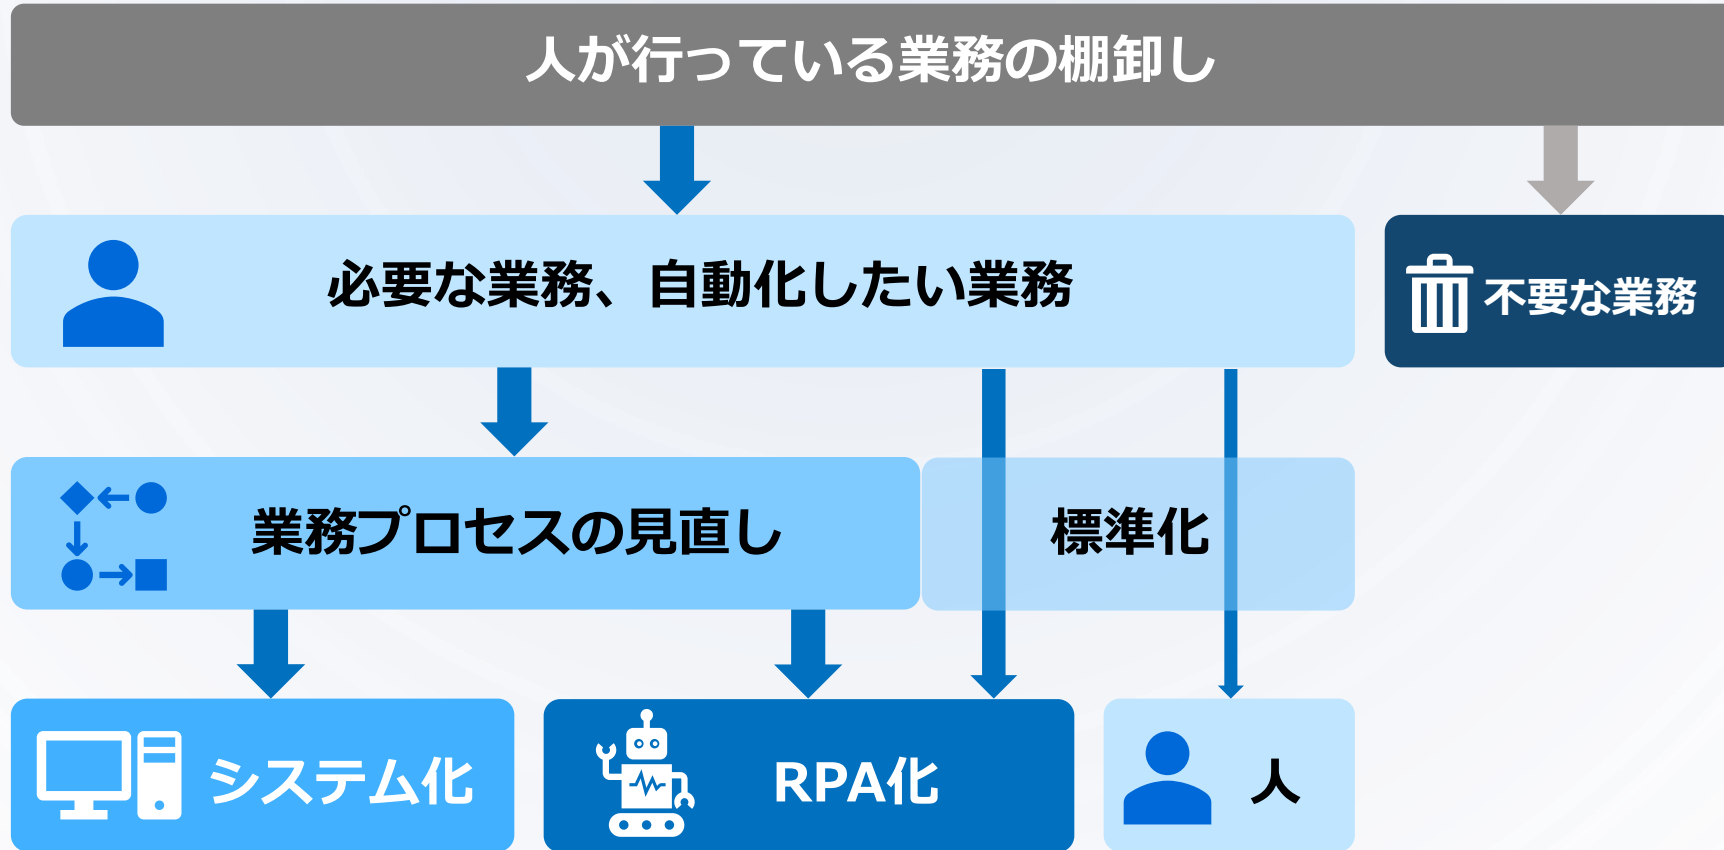 人が行っている業務の棚卸し
必要な業務、自動化したい業務
不要な業務
業務プロセスの見直し
標準化
システム化
RPA化
人